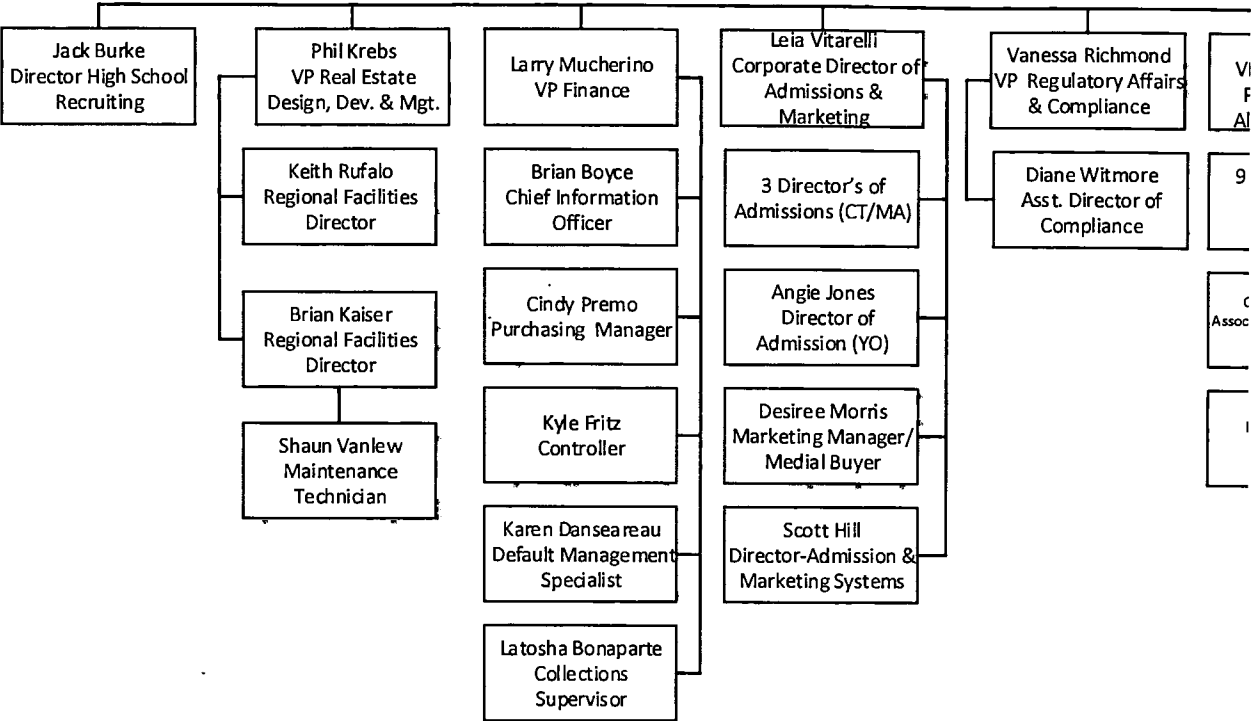 Jack Burke
Director High School
Recruiting
Phil Krebs
VP Real Estate
Design, Dev. & Mgt.
Keith Rufalo
Regional Facilities
Director
Brian Kaiser
Regional Facilities
Director
Shaun Vanlew
Maintenance
Technician
Larry Mucherino
VP Finance
Brian Boyce
Chief Information
Officer
Cindy Premo
Purchasing Manager
Kyle Fritz
Controller
Karen Danseareau
Default Management
Specialist
Latosha Bonaparte
Collections
Supervisor
Leia Vitarelli
Corporate Director of
Admissions &
Marketing
3 Director's of
Admissions (CT/MA)
Angie Jones
Director of
Admission (YO)
Desiree Morris
Marketing Manager/
Medial Buyer
Scott Hill
Director-Admission &
Marketing Systems
Vanessa Richmond
VP Regulatory Affairs
& Compliance
Diane Witmore
Asst. Director of
Compliance
9